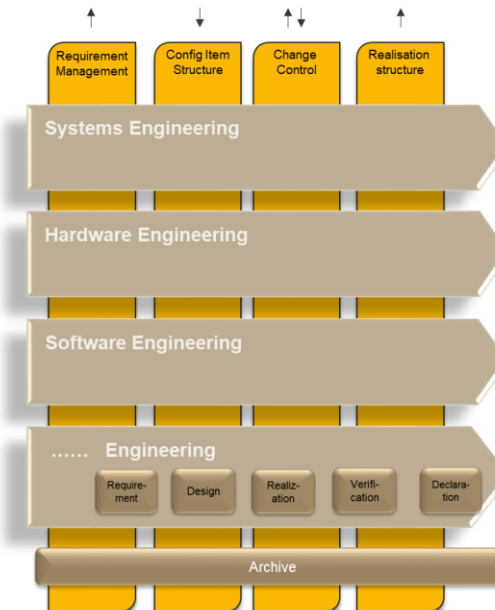 Requirement
Management
Config Item
Structure
Change
Control
Realisation
structure
Systems Engineering
Hardware Engineering
Software Engineering
...... Engineering
Require-
ment
Design
Realiz-
ation
Verifi-
cation
Declara-
tion
Archive